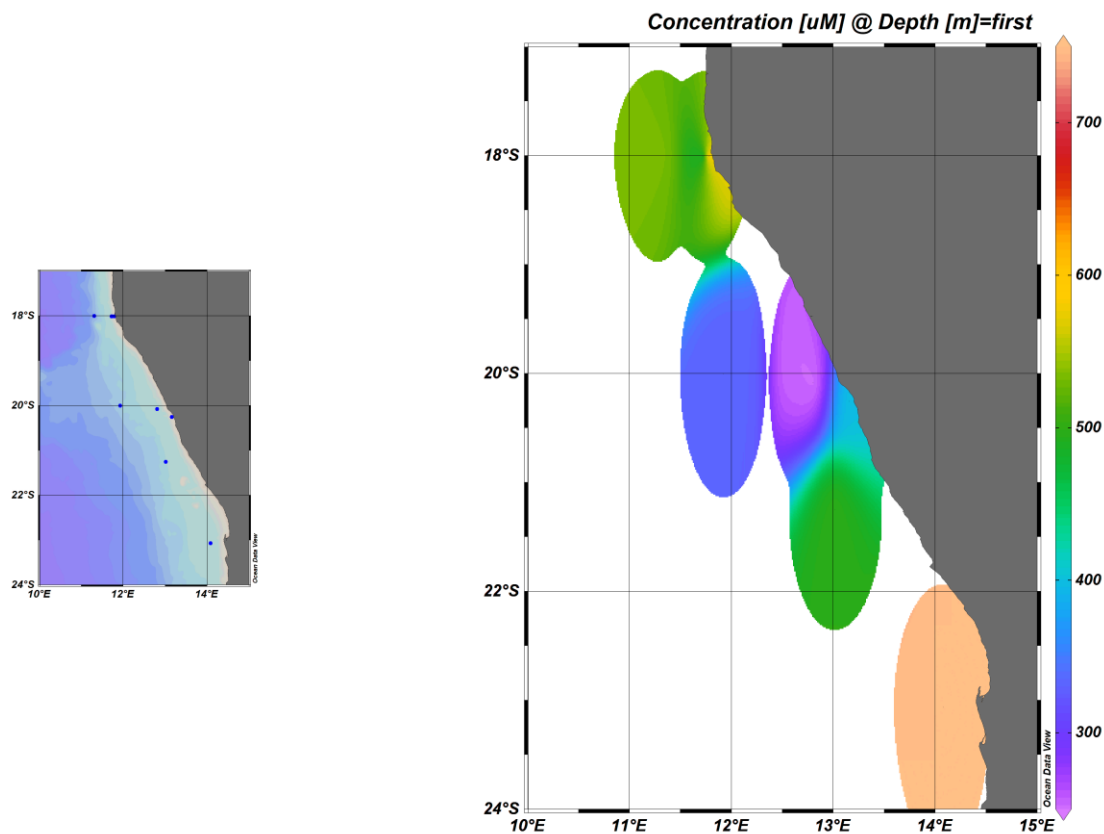 Concentration [uM] @ Depth [m]=first
18°S
20°S
22°S
24°S
10°E
12°E
14°E
Ocean Data View
18°S
20°S
22°S
24°S
10°E
11°E
12°E
13°E
14°E
15°E
Ocean Data View
700
600
500
400
300